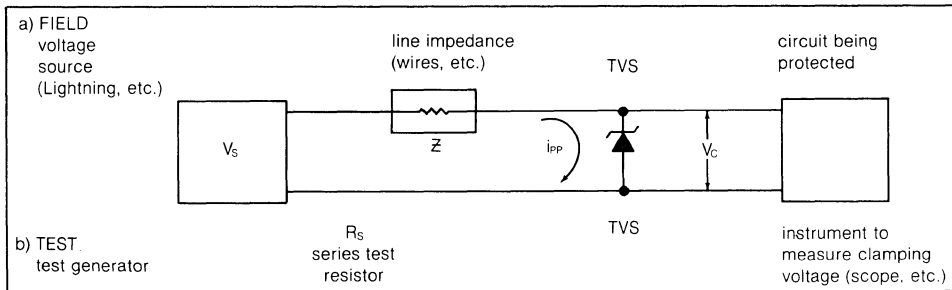 a) FIELD
voltage
source
(Lightning, etc.)
line impedance
(wires, etc.)
TVS
circuit being
protected
VS
Z
iPP
VC
b) TEST.
test generator
RS
series test
resistor
TVS
instrument to
measure clamping
voltage (scope, etc.)